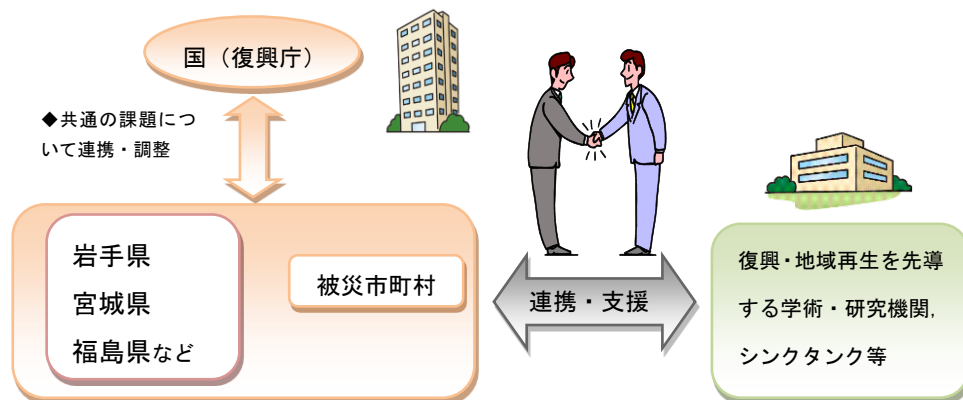 国（復興庁）
◆共通の課題につ
いて連携・調整
岩手県
宮城県
福島県など
被災市町村
連携・支援
復興・地域再生を先導
する学術・研究機関,
シンクタンク等